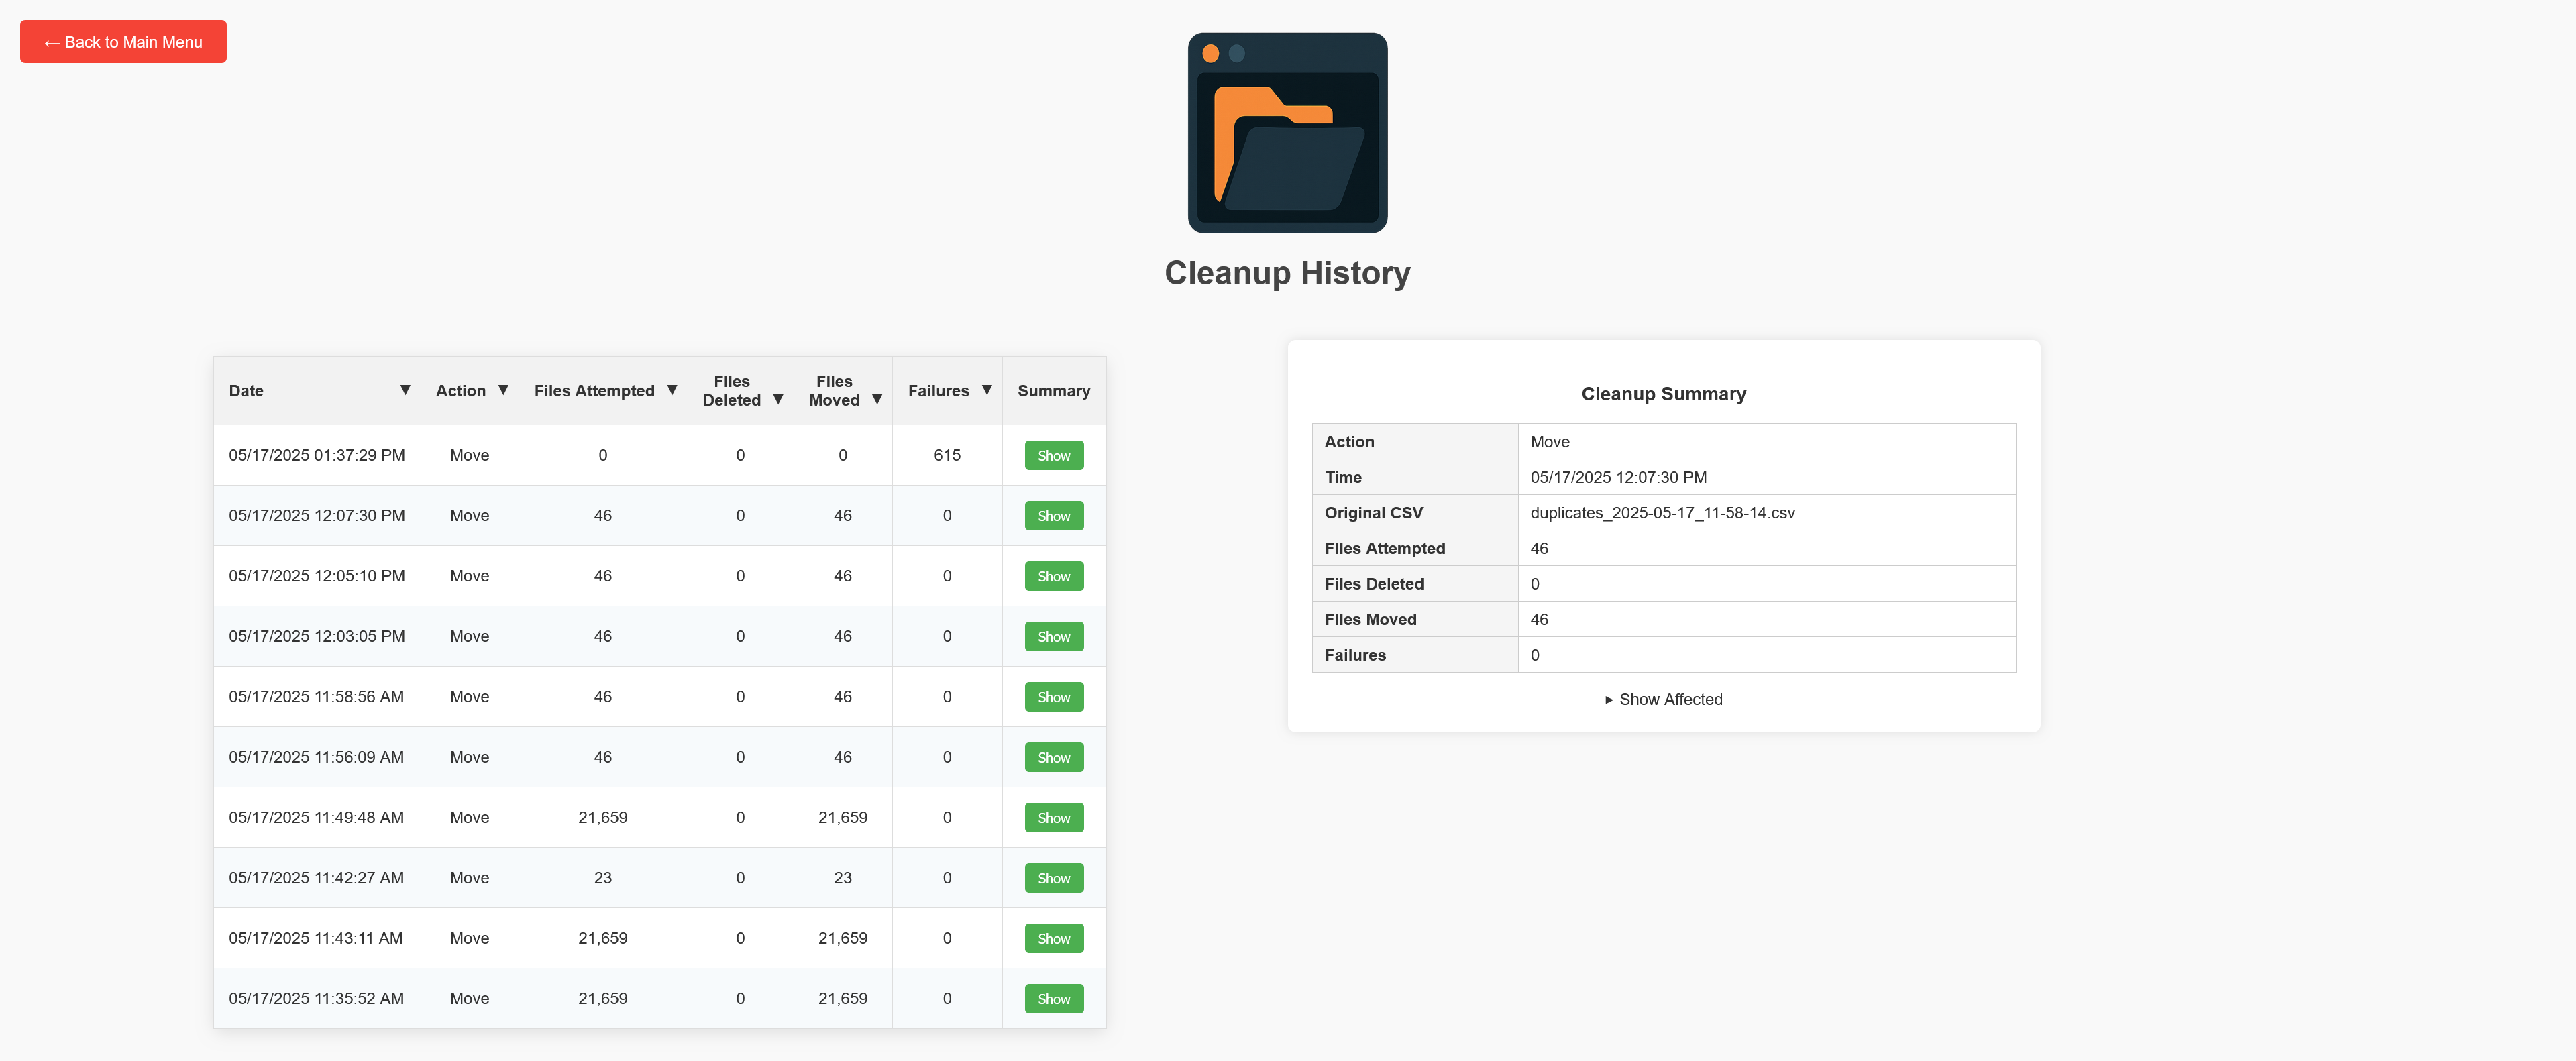 ← Back to Main Menu
Cleanup History
Date ▼ Action ▼ Files Attempted ▼ Files Deleted ▼ Files Moved ▼ Failures ▼ Summary
05/17/2025 01:37:29 PM Move 0 0 0 615 Show
05/17/2025 12:07:30 PM Move 46 0 46 0 Show
05/17/2025 12:05:10 PM Move 46 0 46 0 Show
05/17/2025 12:03:05 PM Move 46 0 46 0 Show
05/17/2025 11:58:56 AM Move 46 0 46 0 Show
05/17/2025 11:56:09 AM Move 46 0 46 0 Show
05/17/2025 11:49:48 AM Move 21,659 0 21,659 0 Show
05/17/2025 11:42:27 AM Move 23 0 23 0 Show
05/17/2025 11:43:11 AM Move 21,659 0 21,659 0 Show
05/17/2025 11:35:52 AM Move 21,659 0 21,659 0 Show
Cleanup Summary
Action Move
Time 05/17/2025 12:07:30 PM
Original CSV duplicates_2025-05-17_11-58-14.csv
Files Attempted 46
Files Deleted 0
Files Moved 46
Failures 0
▸ Show Affected